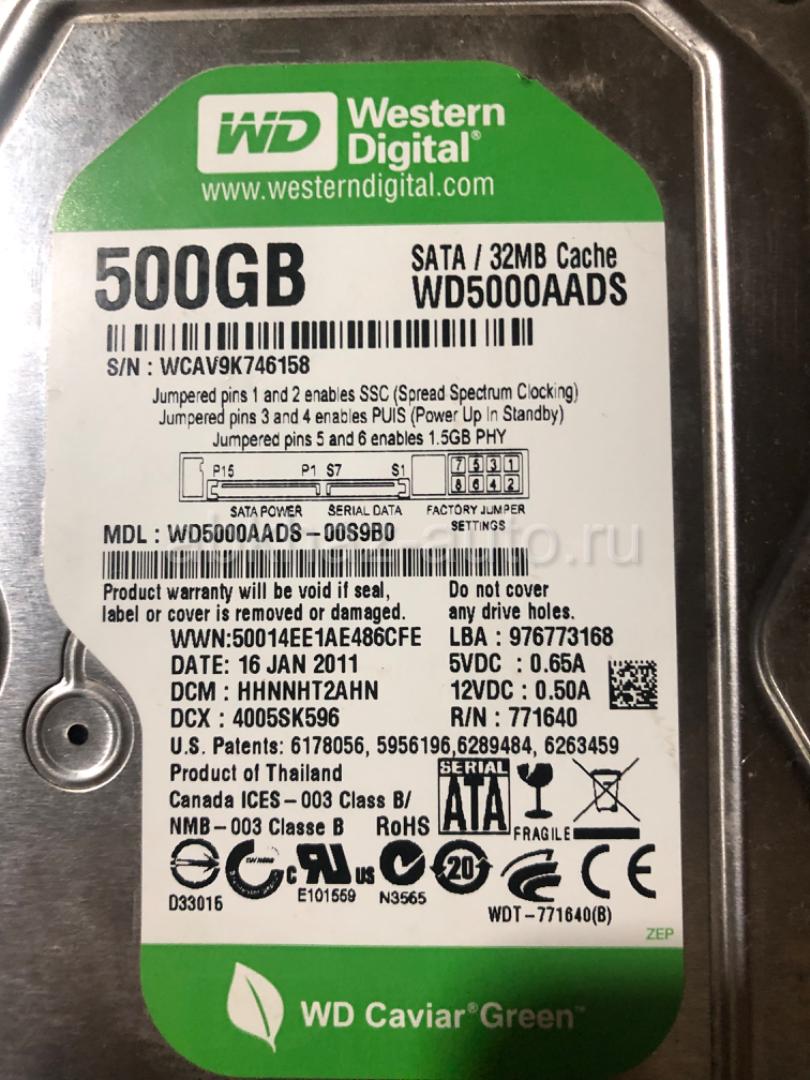 WD Western
Digital®
www.westerndigital.com
500GB
SATA / 32MB Cache
WD5000AADS
S/N : WCAV9K746158
Jumpered pins 1 and 2 enables SSC (Spread Spectrum Clocking)
Jumpered pins 3 and 4 enables PUIS (Power Up In Standby)
Jumpered pins 5 and 6 enables 1.5GB PHY
P15 P1 S7 S1 7 5 3 1
8 6 4 2
SATA POWER SERIAL DATA FACTORY JUMPER
SETTINGS
MDL : WD5000AADS-00S9B0
-auto.ru
Product warranty will be void if seal,
label or cover is removed or damaged.
Do not cover
any drive holes.
WWN:50014EE1AE486CFE
DATE: 16 JAN 2011
DCM : HHNNHT2AHN
DCX : 4005SK596
LBA : 976773168
5VDC : 0.65A
12VDC : 0.50A
R/N : 771640
U.S. Patents: 6178056, 5956196,6289484, 6263459
Product of Thailand
Canada ICES-003 Class B/
NMB-003 Classe B RoHS
SERIAL
ATA
FRAGILE
D33016
c US
E101559
N3565
20
CE
WDT-771640(B)
ZEP
WD Caviar®Green™